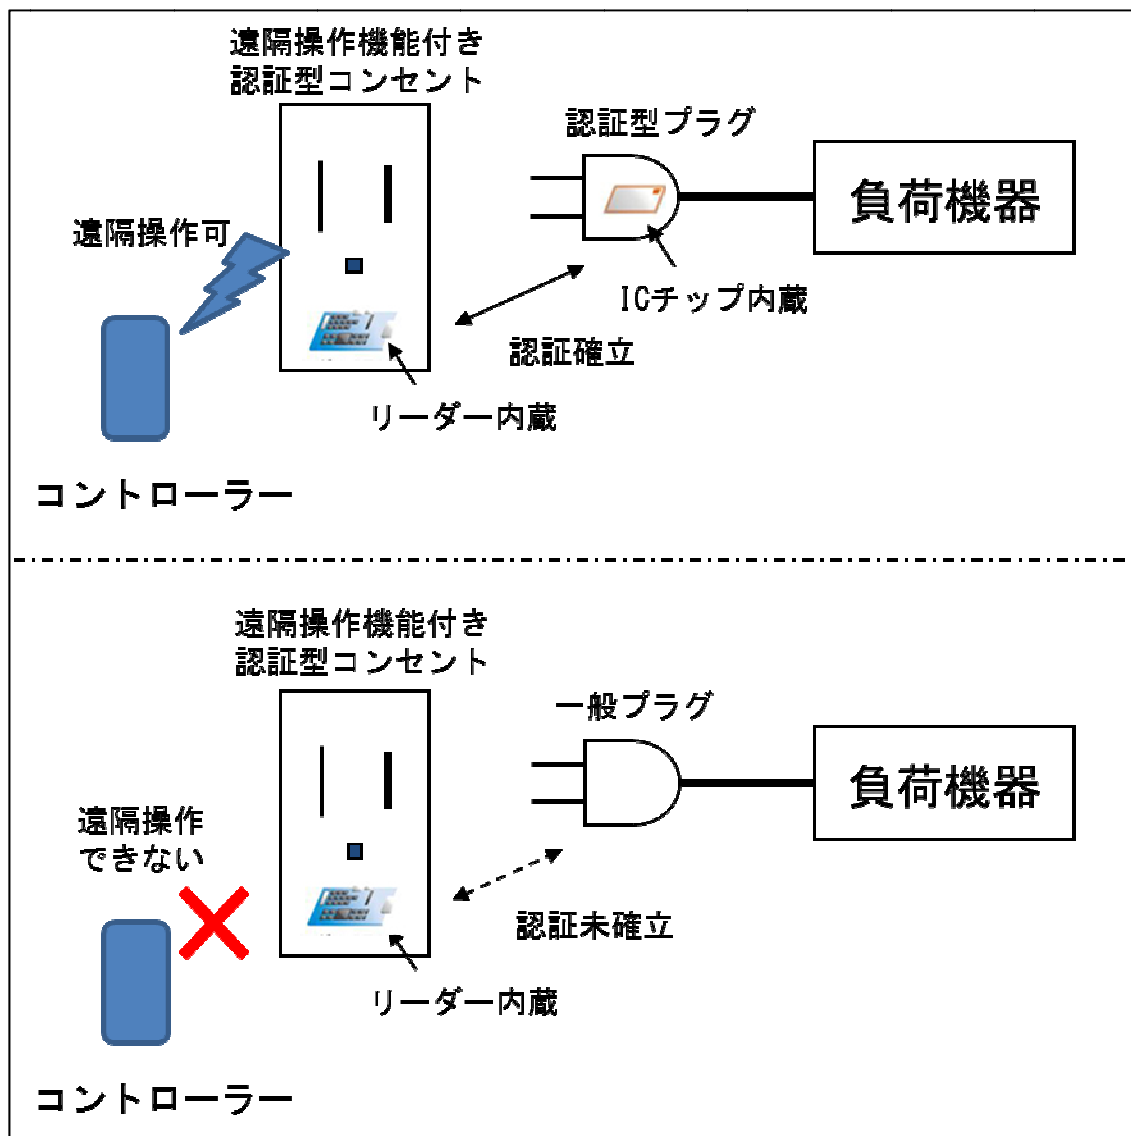 遠隔操作機能付き
認証型コンセント
認証型プラグ
負荷機器
遠隔操作可
ICチップ内蔵
認証確立
リーダー内蔵
コントローラー
遠隔操作機能付き
認証型コンセント
一般プラグ
負荷機器
遠隔操作
できない
認証未確立
リーダー内蔵
コントローラー